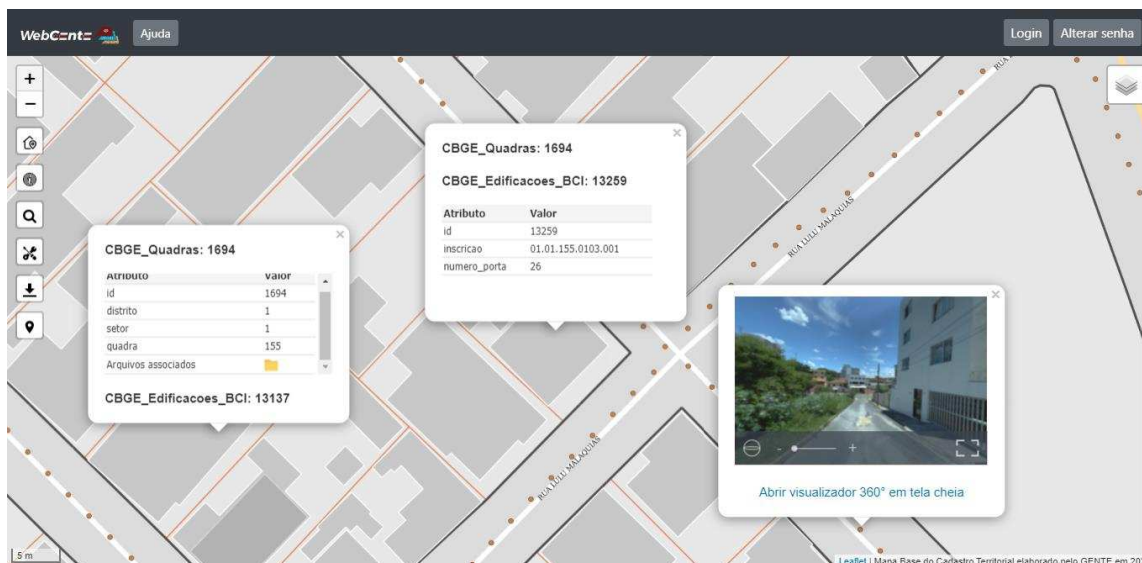 WebCente
Ajuda
Login
Alterar senha
+
−
CBGE_Quadras: 1694
CBGE_Edificacoes_BCI: 13259
Atributo Valor
id 13259
inscricao 01.01.155.0103.001
numero_porta 26
CBGE_Quadras: 1694
Atributo Valor
id 1694
distrito 1
setor 1
quadra 155
Arquivos associados
CBGE_Edificacoes_BCI: 13137
RUA
RUA LULU MALAQUIAS
RUA LULU MALAQUIAS
- +
Abrir visualizador 360° em tela cheia
5 m
Leaflet | Mapa Base do Cadastro Territorial elaborado pelo GENTE em 20